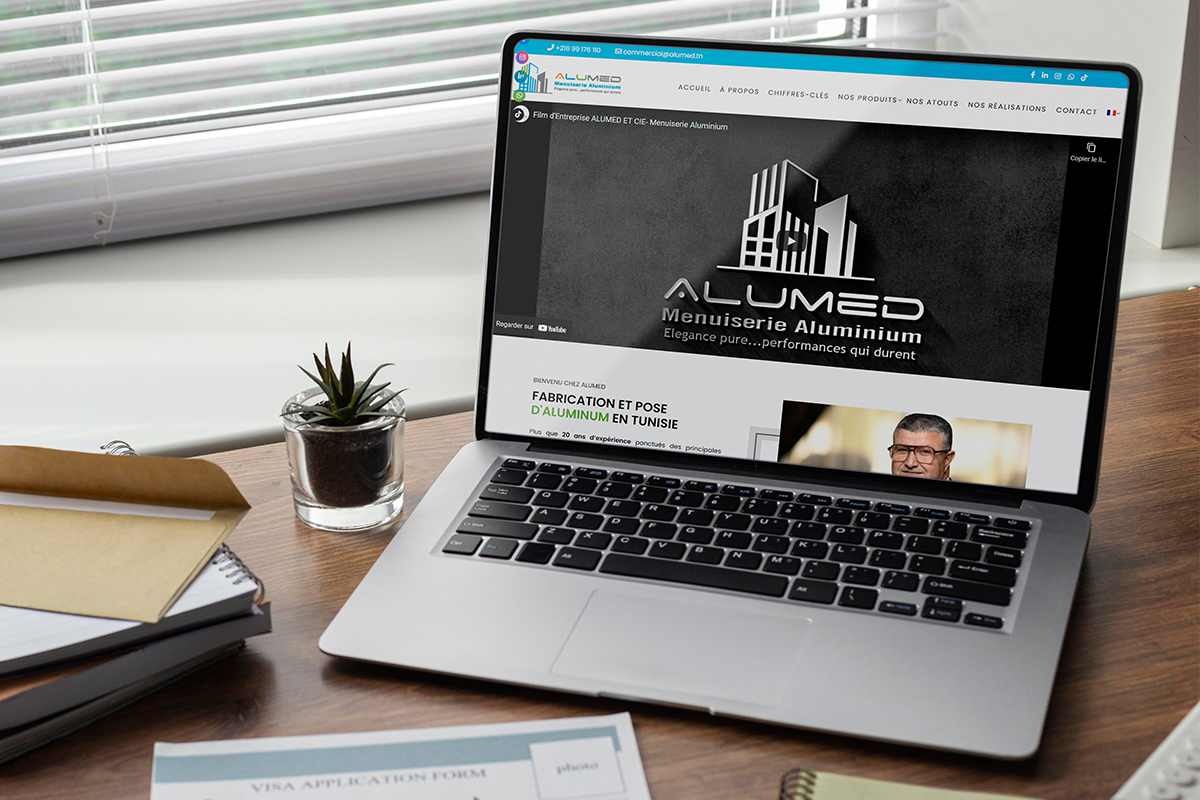 +216 99 176 110 commercial@alumed.tn
ALUMED
Menuiserie Aluminium
Elegance pure...performances qui durent
ACCUEIL À PROPOS CHIFFRES-CLÉS NOS PRODUITS NOS ATOUTS NOS RÉALISATIONS CONTACT
Film d'Entreprise ALUMED ET CIE- Menuiserie Aluminium
Copier le li...
ALUMED
Menuiserie Aluminium
Elegance pure...performances qui durent
Regarder sur YouTube
BIENVENU CHEZ ALUMED
FABRICATION ET POSE
D'ALUMINUM EN TUNISIE
Plus que 20 ans d'expérience ponctués des principales
VISA APPLICATION FORM
photo